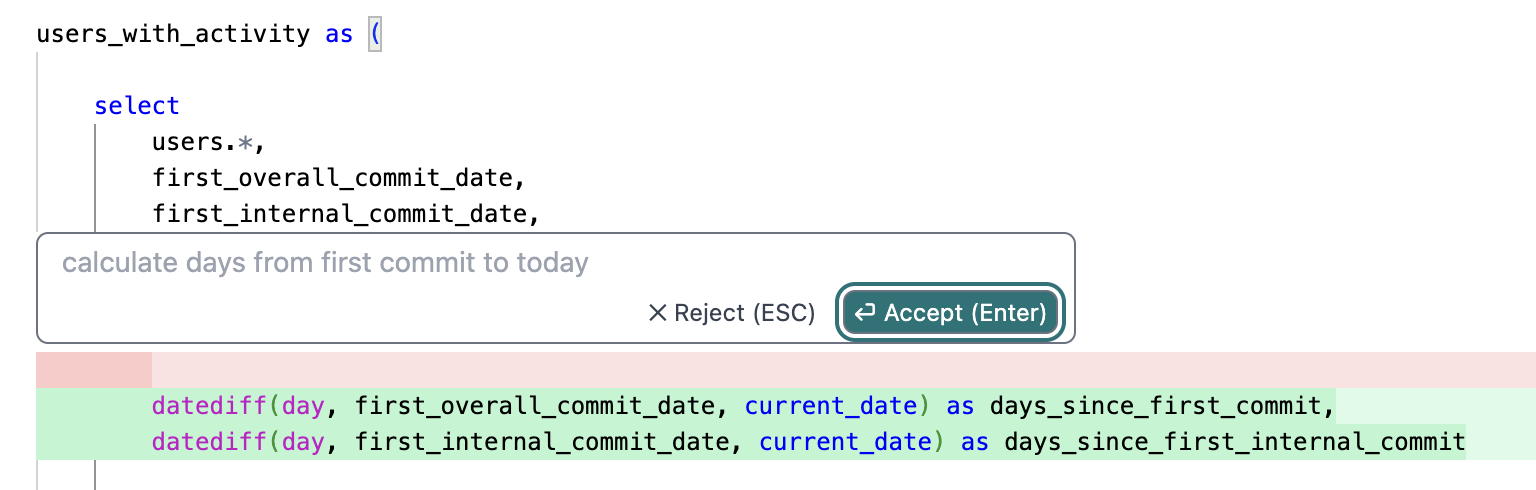 users_with_activity as (
select
users.*,
first_overall_commit_date,
first_internal_commit_date,
calculate days from first commit to today
Reject (ESC) Accept (Enter)
datediff(day, first_overall_commit_date, current_date) as days_since_first_commit,
datediff(day, first_internal_commit_date, current_date) as days_since_first_internal_commit